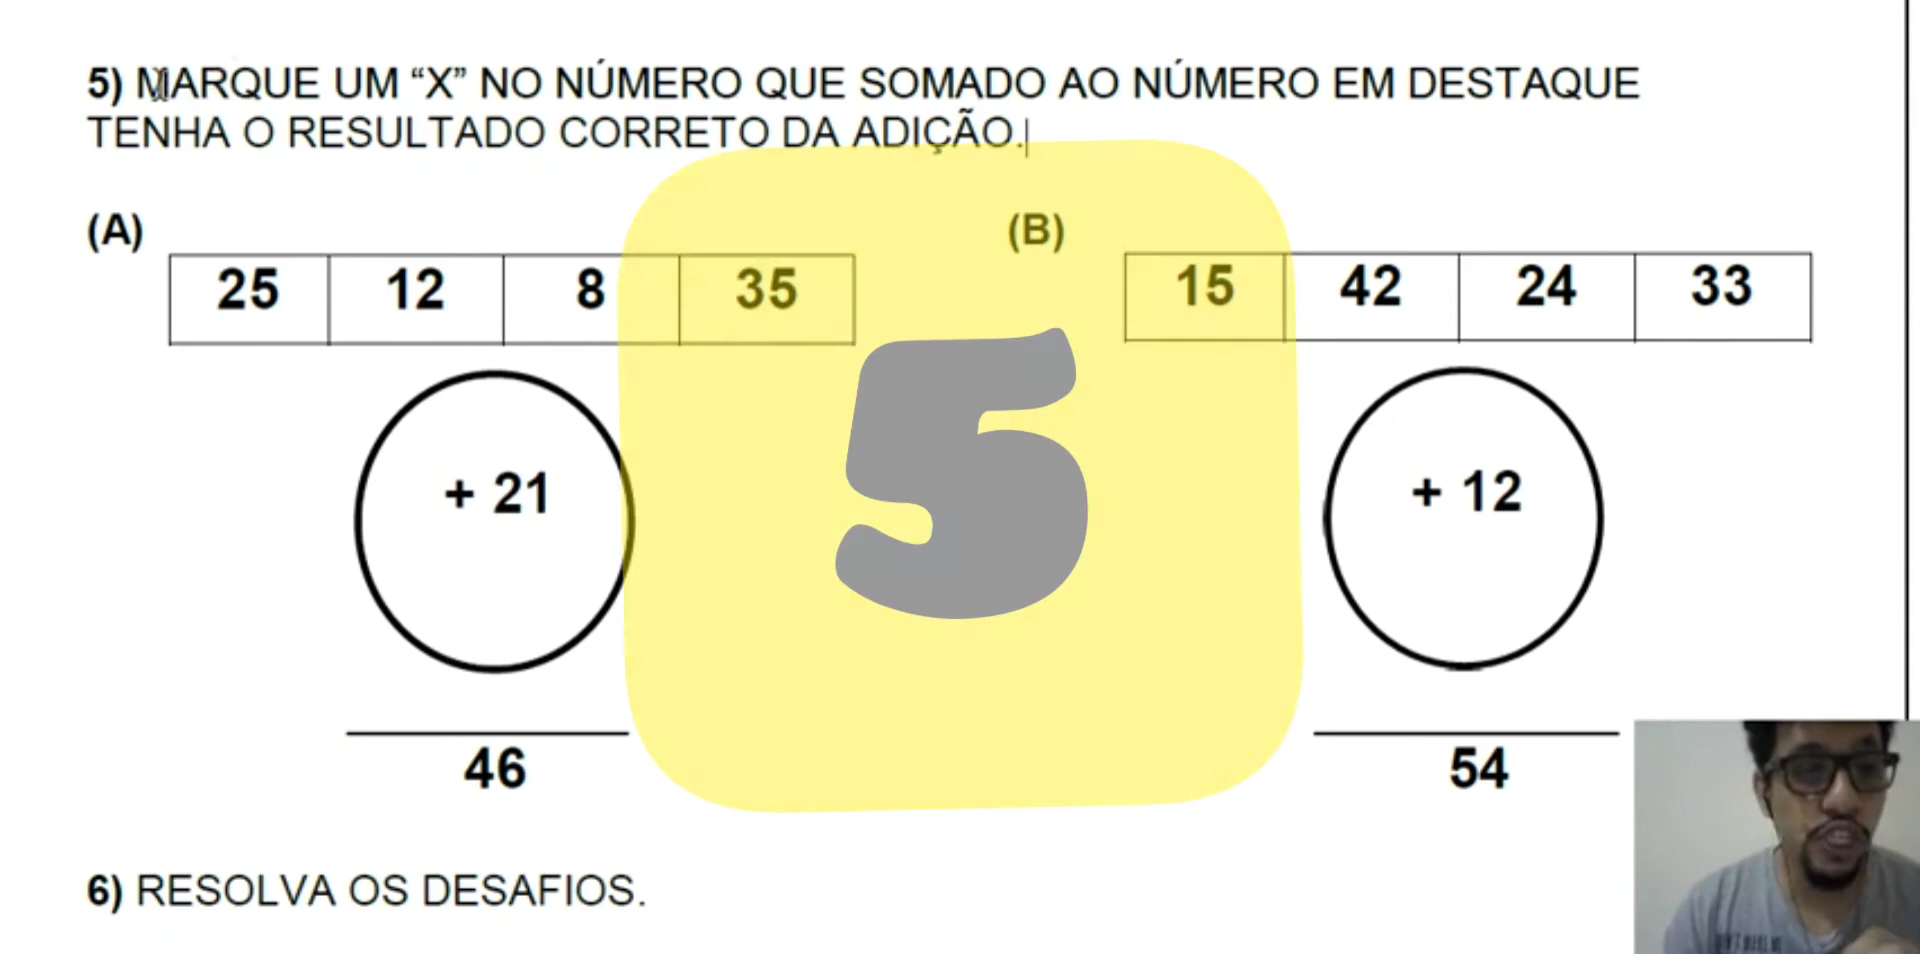 5) MARQUE UM “X” NO NÚMERO QUE SOMADO AO NÚMERO EM DESTAQUE
TENHA O RESULTADO CORRETO DA ADIÇÃO.
(A)
25 12 8 35
+ 21
46
(B)
15 42 24 33
+ 12
54
5
6) RESOLVA OS DESAFIOS.